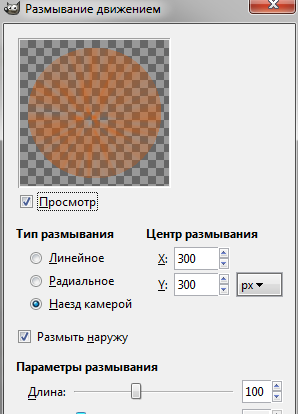 Размывание движением
Просмотр
Тип размывания
Центр размывания
Линейное
X: 300
Радиальное
Y: 300 px
Наезд камерой
Размыть наружу
Параметры размывания
Длина: 100